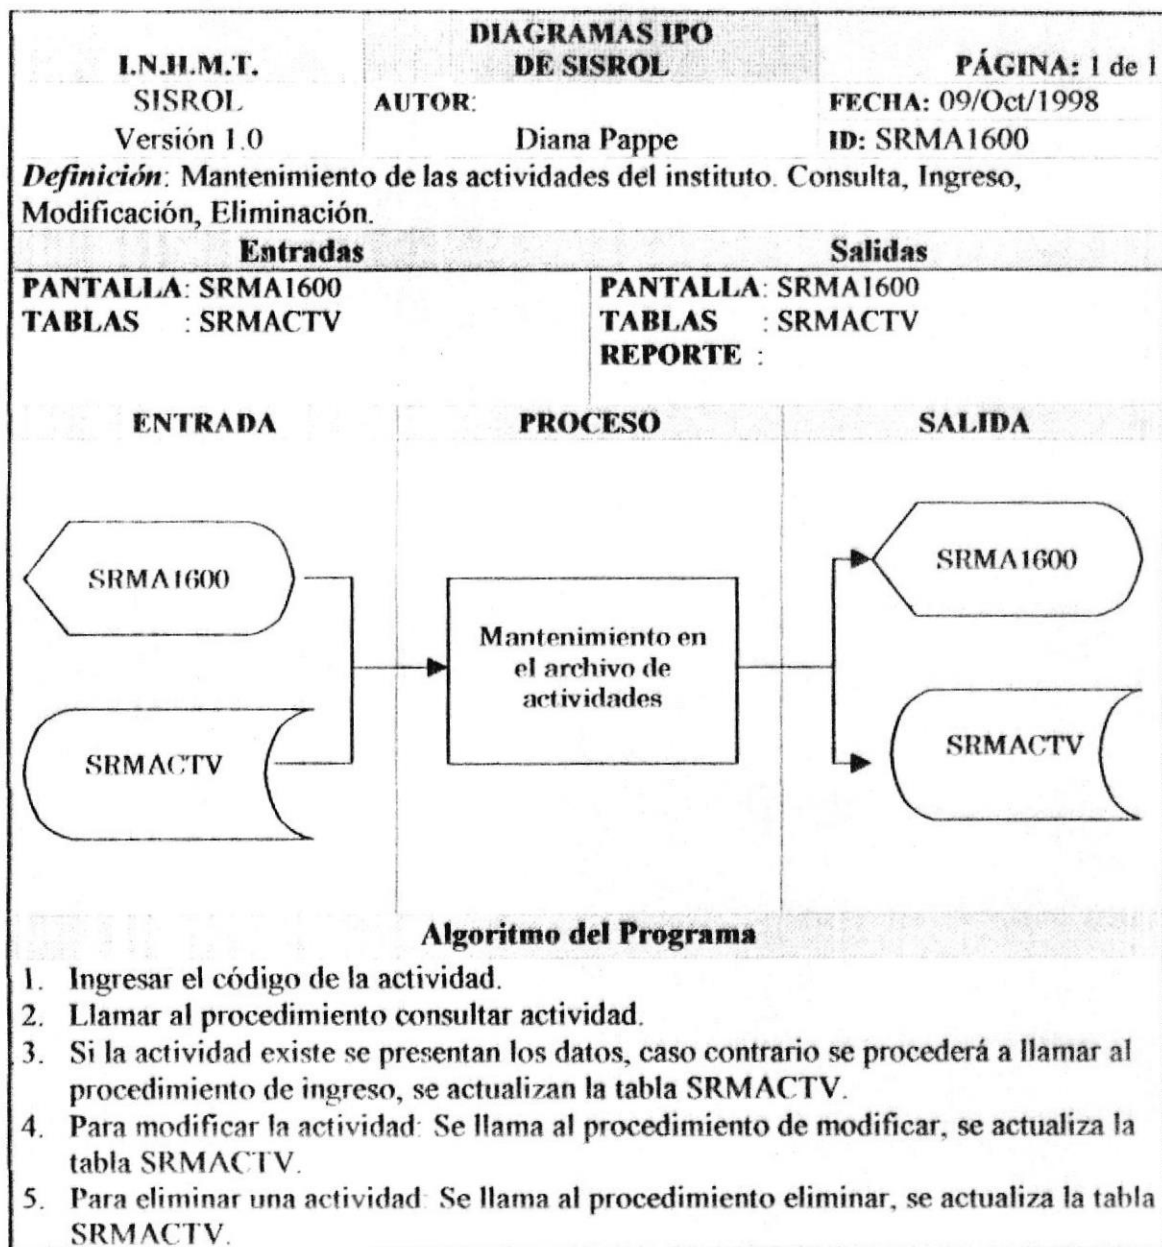 DIAGRAMAS IPO
I.N.H.M.T.
DE SISROL
PÁGINA: 1 de 1
SISROL
AUTOR:
FECHA: 09/Oct/1998
Versión 1.0
Diana Pappe
ID: SRMA1600
Definición: Mantenimiento de las actividades del instituto. Consulta, Ingreso,
Modificación, Eliminación.
Entradas
Salidas
PANTALLA: SRMA1600
TABLAS : SRMACTV
PANTALLA: SRMA1600
TABLAS : SRMACTV
REPORTE :
ENTRADA
PROCESO
SALIDA
SRMA1600
SRMACTV
Mantenimiento en
el archivo de
actividades
SRMA1600
SRMACTV
Algoritmo del Programa
1. Ingresar el código de la actividad.
2. Llamar al procedimiento consultar actividad.
3. Si la actividad existe se presentan los datos, caso contrario se procederá a llamar al
procedimiento de ingreso, se actualizan la tabla SRMACTV.
4. Para modificar la actividad: Se llama al procedimiento de modificar, se actualiza la
tabla SRMACTV.
5. Para eliminar una actividad: Se llama al procedimiento eliminar, se actualiza la tabla
SRMACTV.